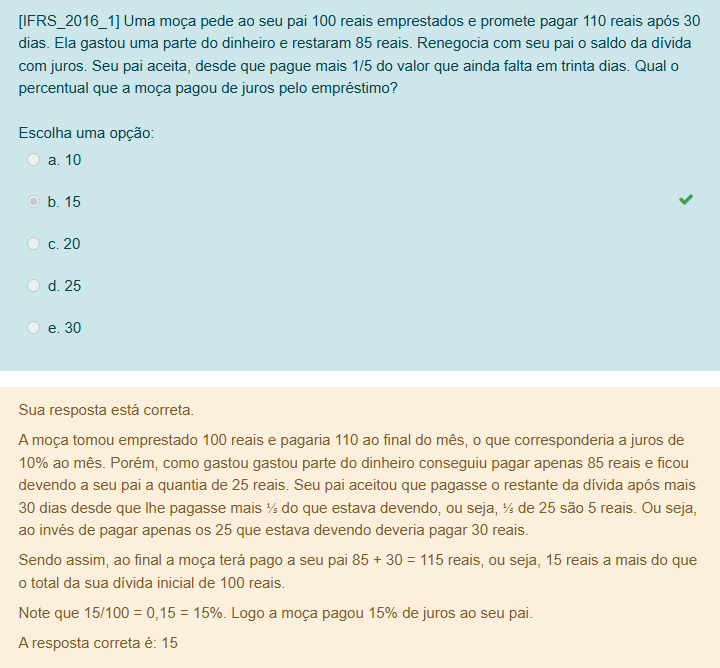 [IFRS_2016_1] Uma moça pede ao seu pai 100 reais emprestados e promete pagar 110 reais após 30
dias. Ela gastou uma parte do dinheiro e restaram 85 reais. Renegocia com seu pai o saldo da dívida
com juros. Seu pai aceita, desde que pague mais 1/5 do valor que ainda falta em trinta dias. Qual o
percentual que a moça pagou de juros pelo empréstimo?
Escolha uma opção:
a. 10
b. 15
c. 20
d. 25
e. 30
Sua resposta está correta.
A moça tomou emprestado 100 reais e pagaria 110 ao final do mês, o que corresponderia a juros de
10% ao mês. Porém, como gastou gastou parte do dinheiro conseguiu pagar apenas 85 reais e ficou
devendo a seu pai a quantia de 25 reais. Seu pai aceitou que pagasse o restante da dívida após mais
30 dias desde que lhe pagasse mais ⅕ do que estava devendo, ou seja, ⅕ de 25 são 5 reais. Ou seja,
ao invés de pagar apenas os 25 que estava devendo deveria pagar 30 reais.
Sendo assim, ao final a moça terá pago a seu pai 85 + 30 = 115 reais, ou seja, 15 reais a mais do que
o total da sua dívida inicial de 100 reais.
Note que 15/100 = 0,15 = 15%. Logo a moça pagou 15% de juros ao seu pai.
A resposta correta é: 15